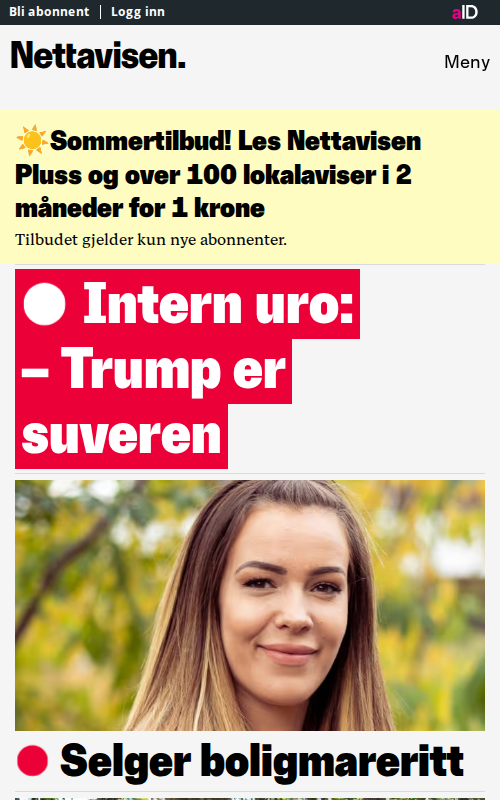 Bli abonnent | Logg inn
aID
Nettavisen.
Meny
☀️Sommertilbud! Les Nettavisen
Pluss og over 100 lokalaviser i 2
måneder for 1 krone
Tilbudet gjelder kun nye abonnenter.
Intern uro:
– Trump er
suveren
Selger boligmareritt